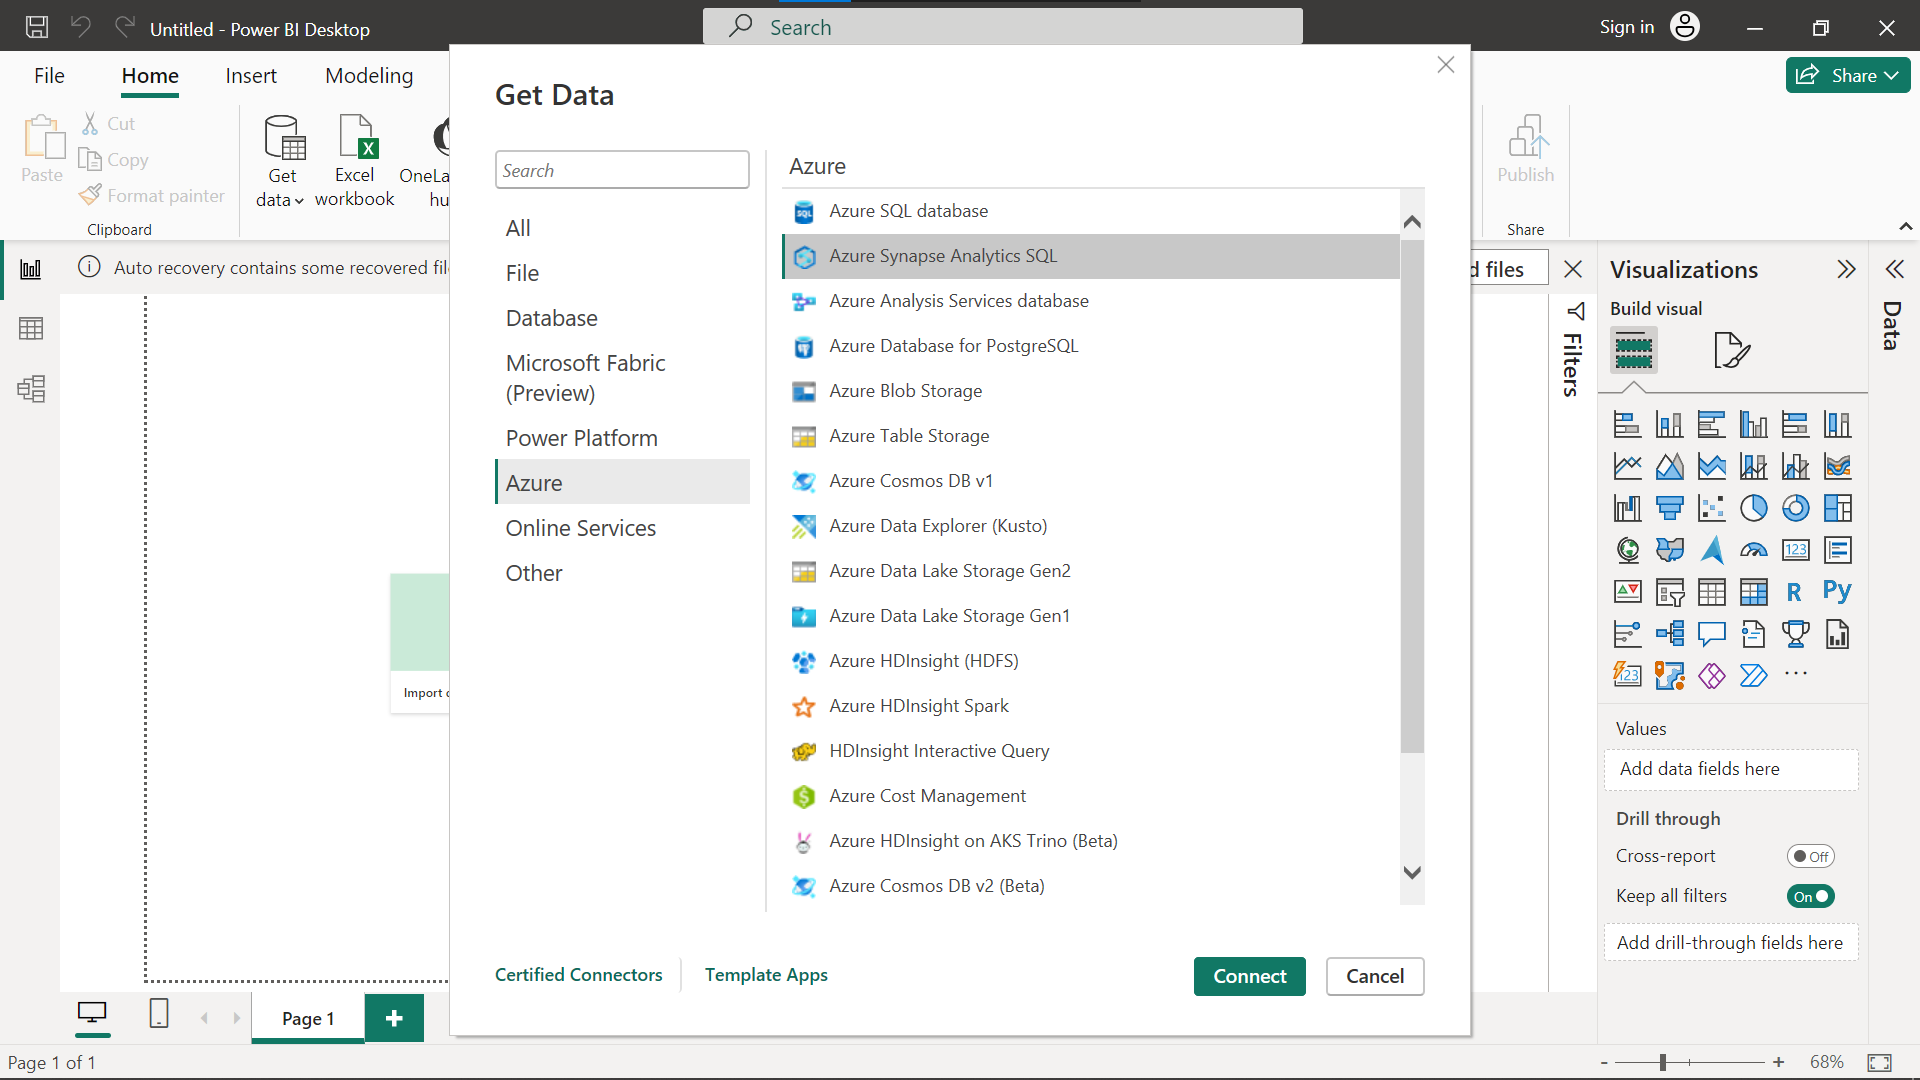 Untitled - Power BI Desktop
Search
Sign in
File
Home
Insert
Modeling
Share
Paste
Cut
Copy
Format painter
Clipboard
Get
data
Excel
workbook
Publish
Share
Auto recovery contains some recovered
files
Get Data
Search
All
File
Database
Microsoft Fabric
(Preview)
Power Platform
Azure
Online Services
Other
Azure
Azure SQL database
Azure Synapse Analytics SQL
Azure Analysis Services database
Azure Database for PostgreSQL
Azure Blob Storage
Azure Table Storage
Azure Cosmos DB v1
Azure Data Explorer (Kusto)
Azure Data Lake Storage Gen2
Azure Data Lake Storage Gen1
Azure HDInsight (HDFS)
Azure HDInsight Spark
HDInsight Interactive Query
Azure Cost Management
Azure HDInsight on AKS Trino (Beta)
Azure Cosmos DB v2 (Beta)
Certified Connectors
Template Apps
Connect
Cancel
Import
Filters
Visualizations
Build visual
Data
123
R
Py
123
Values
Add data fields here
Drill through
Cross-report
Off
Keep all filters
On
Add drill-through fields here
Page 1
Page 1 of 1
68%